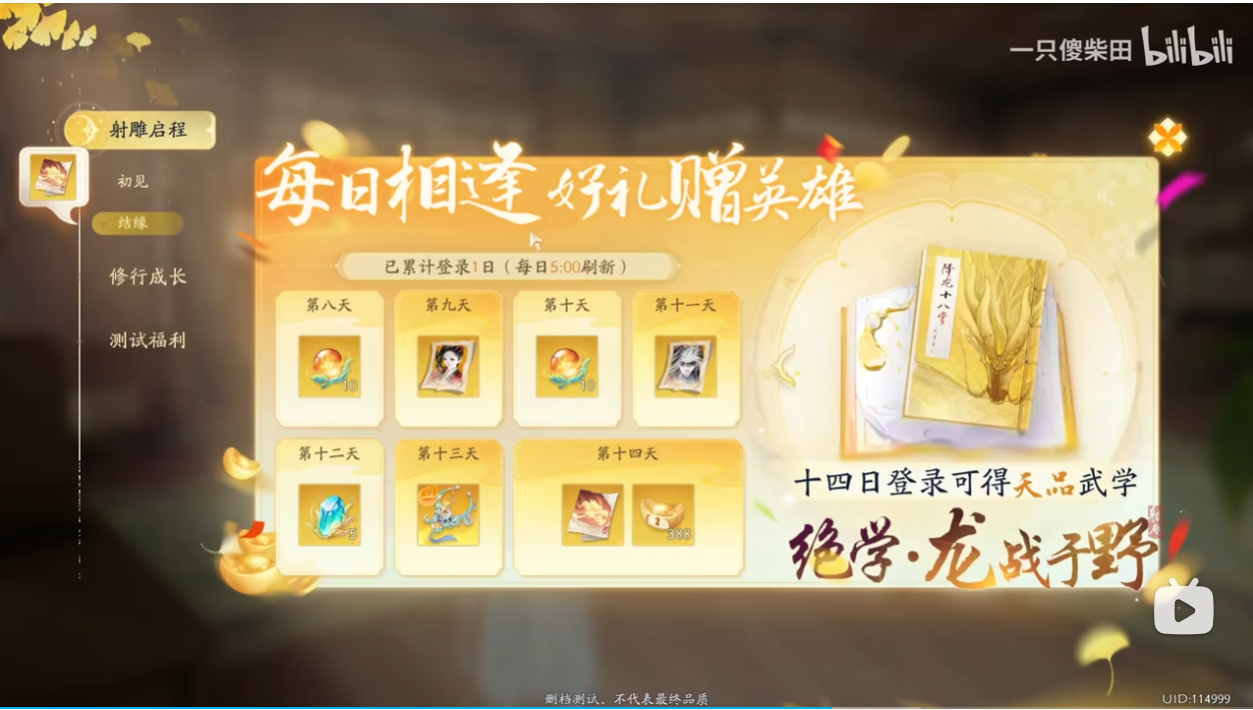 一只傻柴田 bilibili
射雕启程
初见
结缘
修行成长
测试福利
每日相逢 好礼赠英雄
已累计登录1日（每日5:00刷新）
第八天
10
第九天
第十天
10
第十一天
第十二天
5
第十三天
第十四天
388
降龙十八掌
十四日登录可得天品武学
绝学·龙战于野
删档测试，不代表最终品质
UID:114999